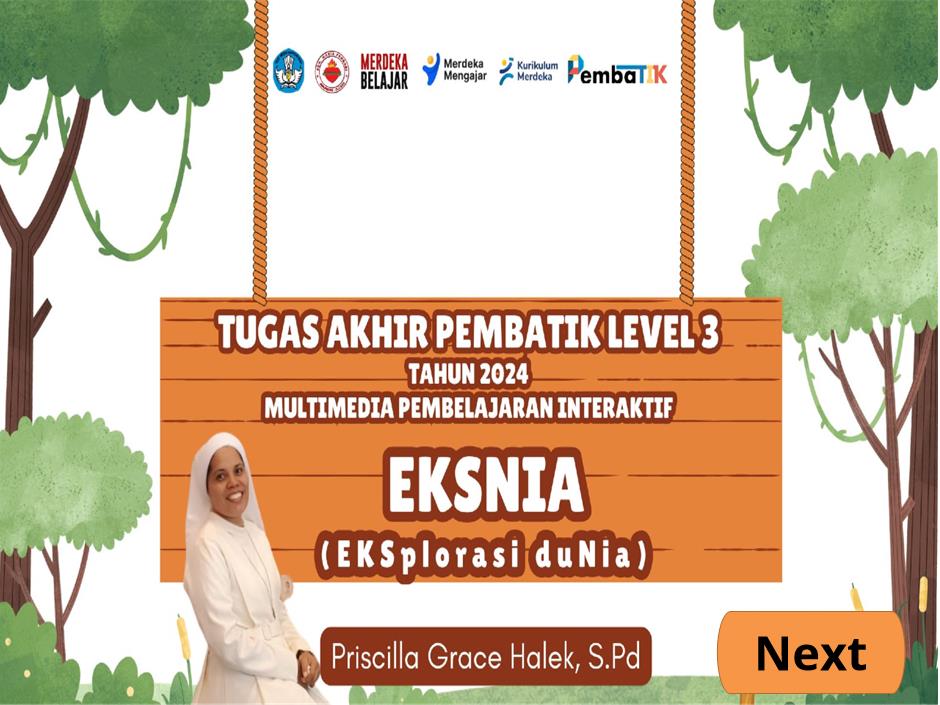 MERDEKA
BELAJAR
Merdeka
Mengajar
Kurikulum
Merdeka
PembaTIK
TUGAS AKHIR PEMBATIK LEVEL 3
TAHUN 2024
MULTIMEDIA PEMBELAJARAN INTERAKTIF
EKSNIA
(EKSplorasi duNia)
Priscilla Grace Halek, S.Pd
Next